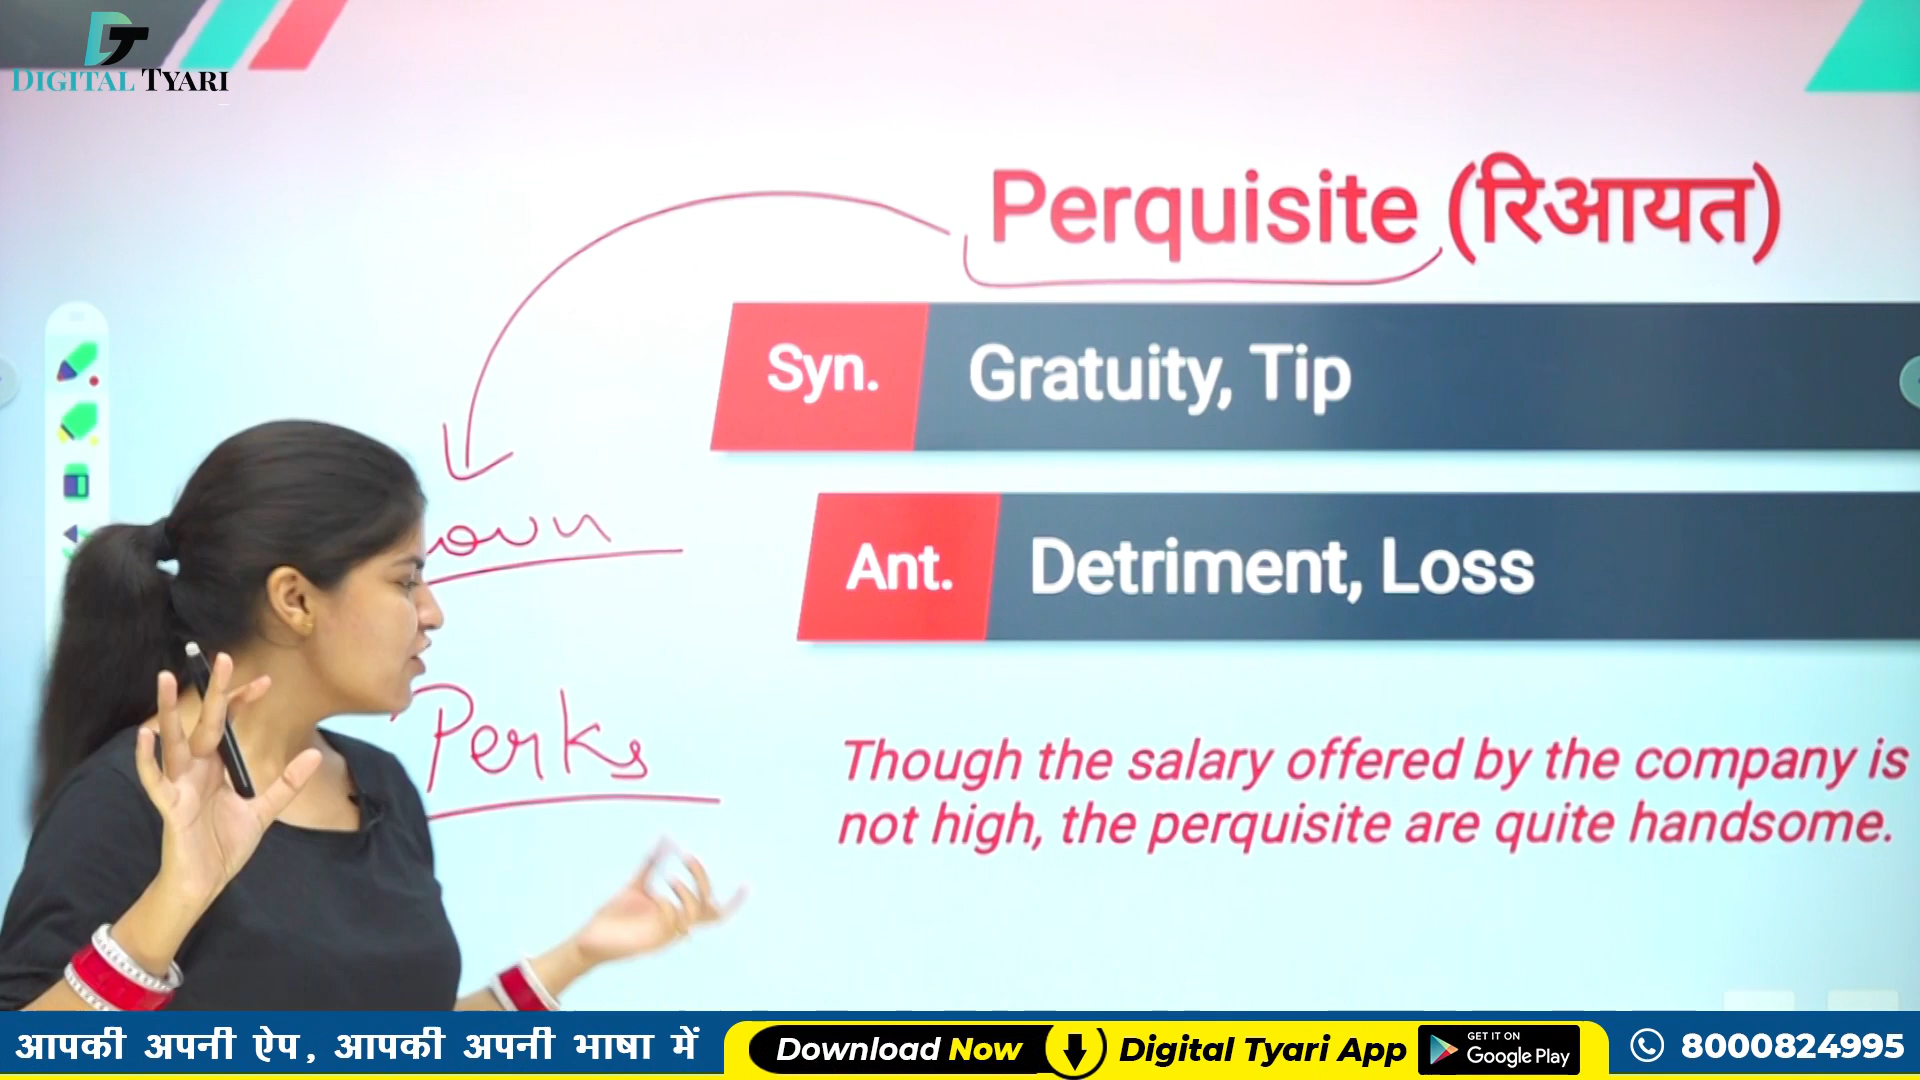 DIGITAL TYARI
Perquisite (रिआयत)
Syn. Gratuity, Tip
Ant. Detriment, Loss
Perks
Though the salary offered by the company is
not high, the perquisite are quite handsome.
आपकी अपनी ऐप, आपकी अपनी भाषा में
Download Now
Digital Tyari App
GET IT ON
Google Play
8000824995